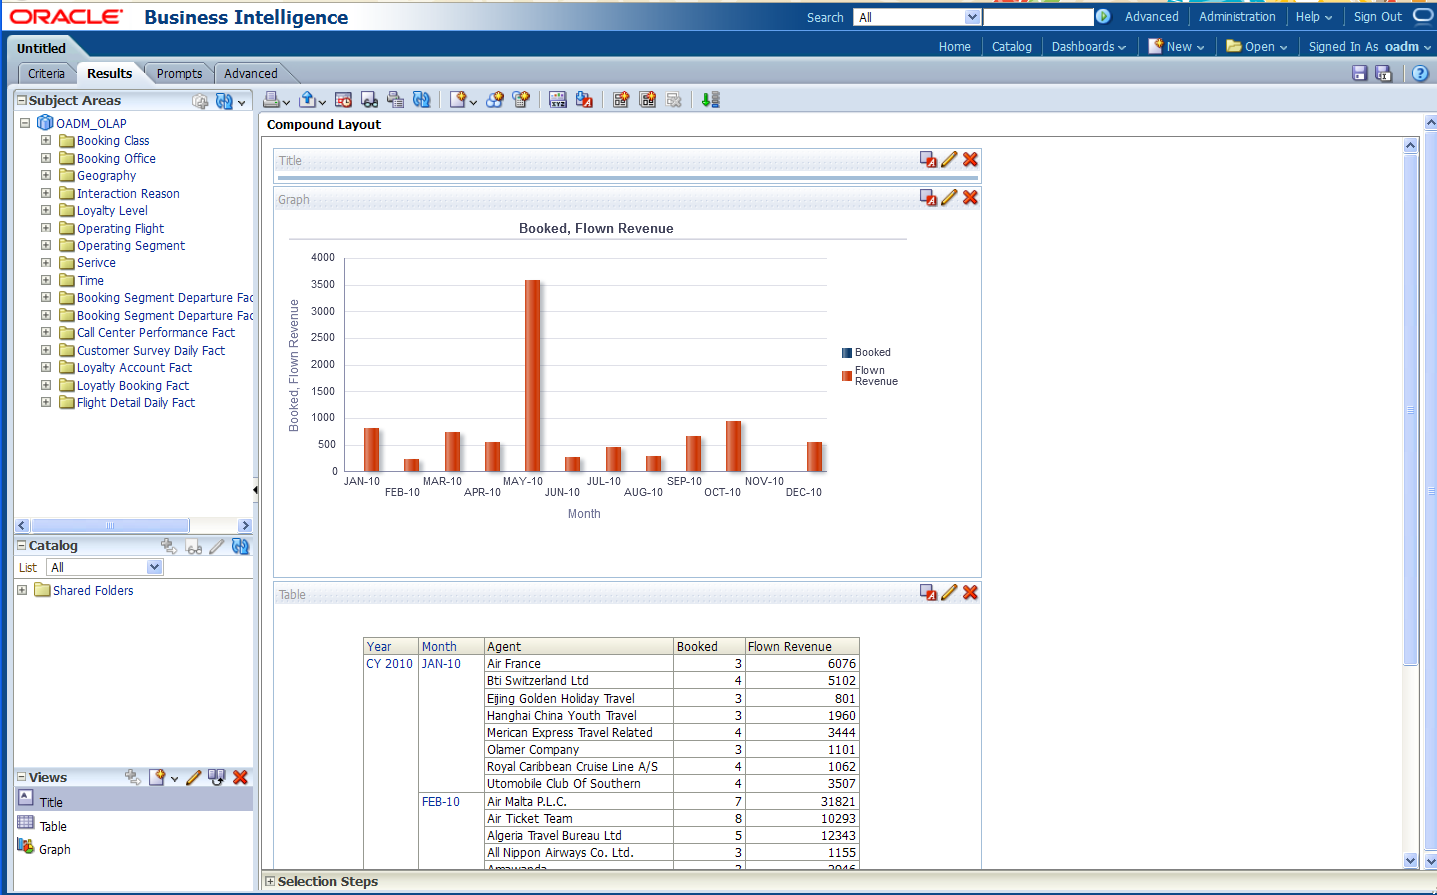 ORACLE Business Intelligence
Search All Advanced Administration Help Sign Out
Untitled
Home Catalog Dashboards New Open Signed In As oadm
Criteria Results Prompts Advanced
Subject Areas
OADM_OLAP
Booking Class
Booking Office
Geography
Interaction Reason
Loyalty Level
Operating Flight
Operating Segment
Serivce
Time
Booking Segment Departure Fac
Booking Segment Departure Fac
Call Center Performance Fact
Customer Survey Daily Fact
Loyalty Account Fact
Loyatly Booking Fact
Flight Detail Daily Fact
Catalog
List All
Shared Folders
Views
Title
Table
Graph
Compound Layout
Title
Graph
Booked, Flown Revenue
4000
3500
3000
2500
2000
1500
1000
500
0
Booked, Flown Revenue
JAN-10 MAR-10 MAY-10 JUL-10 SEP-10 NOV-10
FEB-10 APR-10 JUN-10 AUG-10 OCT-10 DEC-10
Month
Booked
Flown
Revenue
Table
Year Month Agent Booked Flown Revenue
CY 2010 JAN-10 Air France 3 6076
Bti Switzerland Ltd 4 5102
Eijing Golden Holiday Travel 3 801
Hanghai China Youth Travel 3 1960
Merican Express Travel Related 4 3444
Olamer Company 3 1101
Royal Caribbean Cruise Line A/S 4 1062
Utomobile Club Of Southern 4 3507
FEB-10 Air Malta P.L.C. 7 31821
Air Ticket Team 8 10293
Algeria Travel Bureau Ltd 5 12343
All Nippon Airways Co. Ltd. 3 1155
Selection Steps